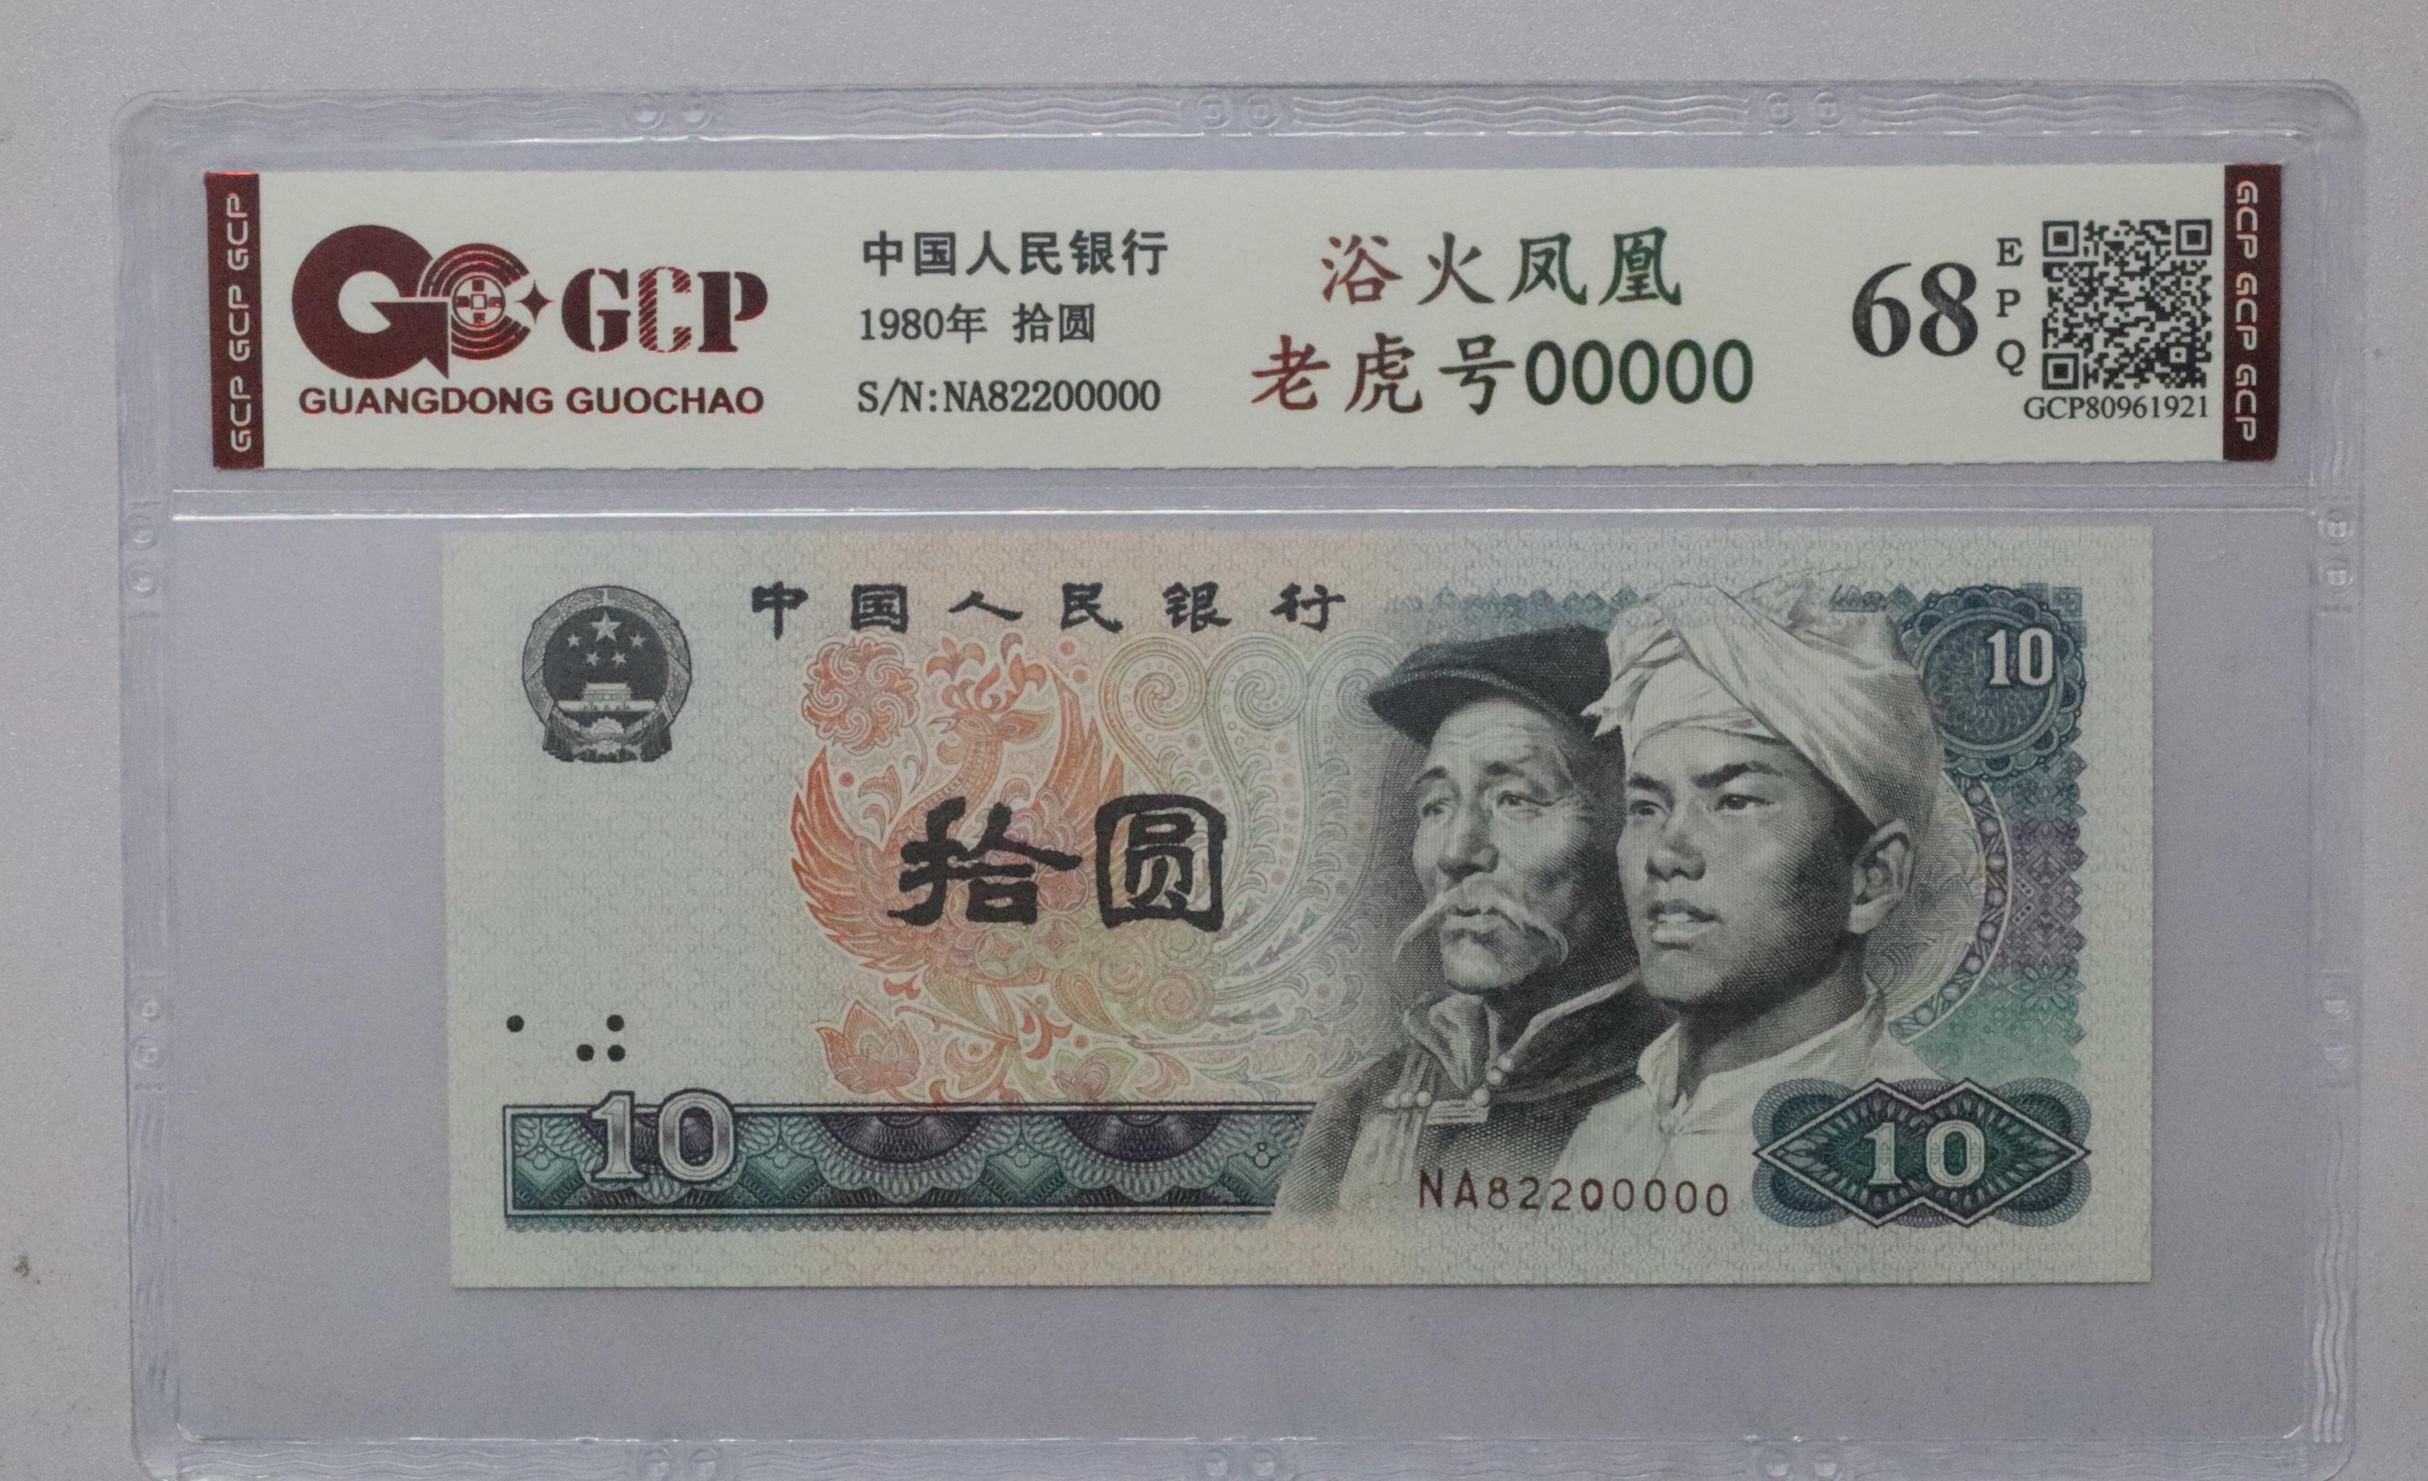 GCP GCP GCP
GCP
GUANGDONG GUOCHAO
中国人民银行
1980年 拾圆
S/N:NA82200000
浴火凤凰
老虎号00000
68
EPQ
GCP80961921
GCP GCP GCP
中国人民银行
10
拾圆
10
NA82200000
10